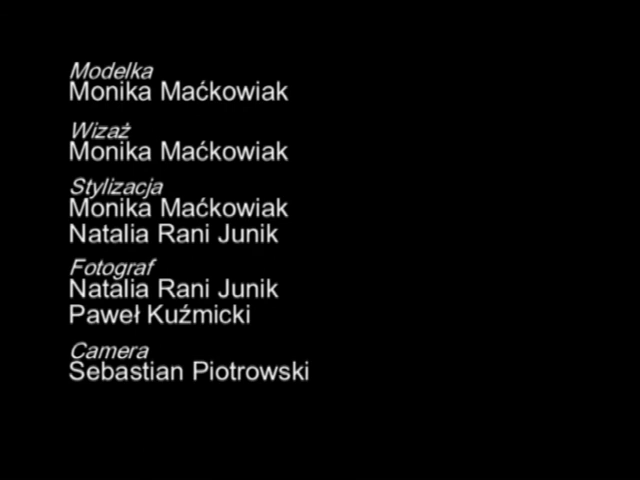 Modelka
Monika Maćkowiak
Wizaż
Monika Maćkowiak
Stylizacja
Monika Maćkowiak
Natalia Rani Junik
Fotograf
Natalia Rani Junik
Paweł Kuźmicki
Camera
Sebastian Piotrowski